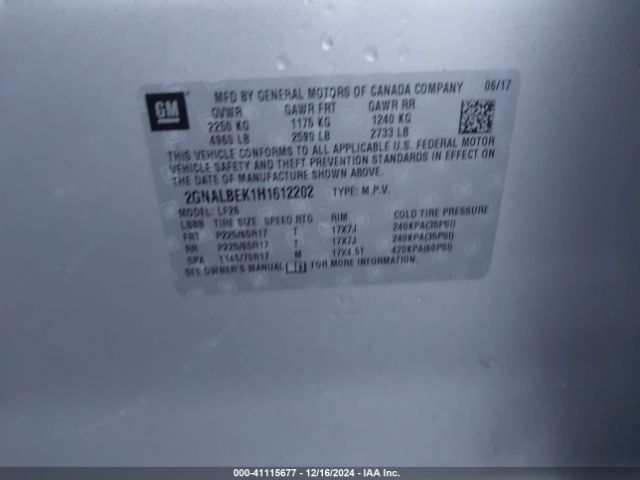 GM
MFD BY GENERAL MOTORS OF CANADA COMPANY 06/17
GVWR GAWR FRT GAWR RR
2250 KG 1175 KG 1240 KG
4960 LB 2590 LB 2733 LB
THIS VEHICLE CONFORMS TO ALL APPLICABLE U.S. FEDERAL MOTOR
VEHICLE SAFETY AND THEFT PREVENTION STANDARDS IN EFFECT ON
THE DATE OF MANUFACTURE SHOWN ABOVE.
2GNALBEK1H1612202 TYPE: M.P.V.
MODEL: LF26
LBBB TIRE SIZE SPEED RTG RIM COLD TIRE PRESSURE
FRT P225/65R17 T 17X7J 240KPA(35PSI)
RR P225/65R17 T 17X7J 240KPA(35PSI)
SPA T145/70R17 M 17X4.5T 420KPA(60PSI)
SEE OWNER'S MANUAL FOR MORE INFORMATION.
000-41115677 - 12/16/2024 - IAAI.com